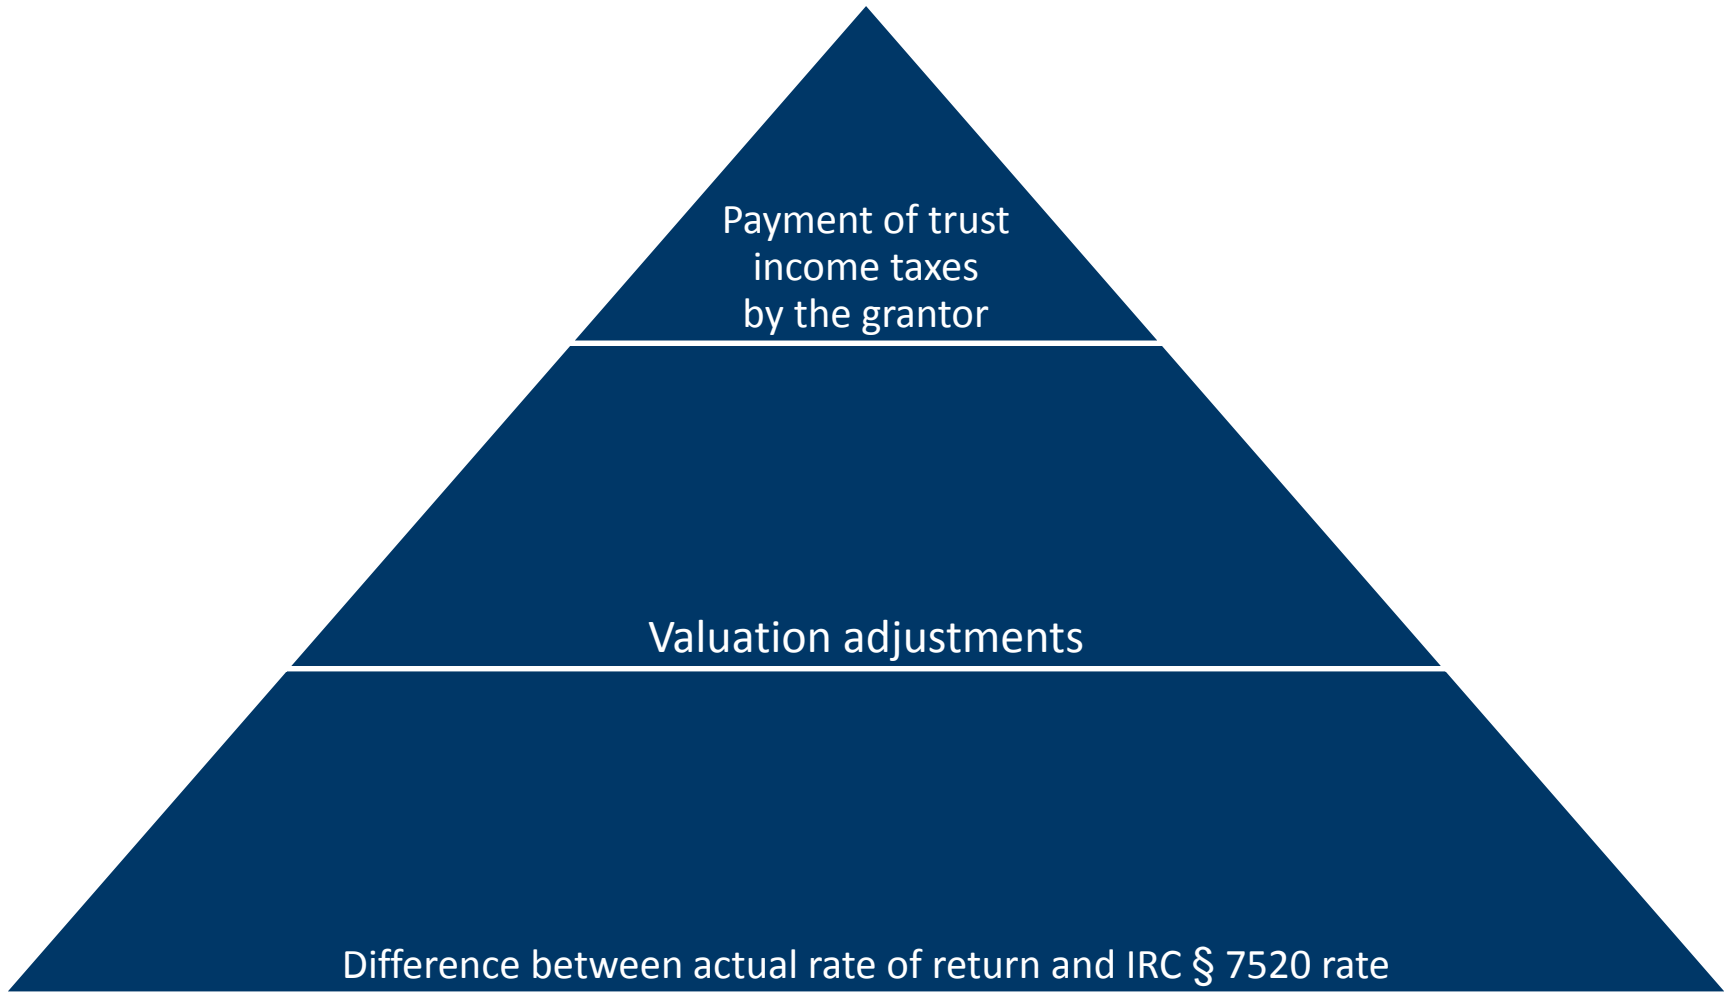 Payment of trust
income taxes
by the grantor
Valuation adjustments
Difference between actual rate of return and IRC § 7520 rate